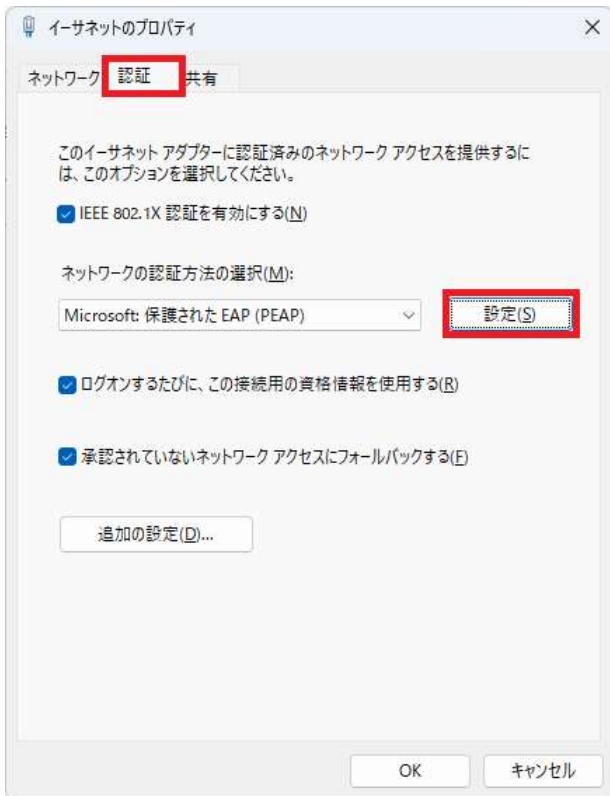 イーサネットのプロパティ
ネットワーク 認証 共有
このイーサネット アダプターに認証済みのネットワーク アクセスを提供するに
は、このオプションを選択してください。
IEEE 802.1X 認証を有効にする(N)
ネットワークの認証方法の選択(M):
Microsoft: 保護された EAP (PEAP) 設定(S)
ログオンするたびに、この接続用の資格情報を使用する(R)
承認されていないネットワーク アクセスにフォールバックする(F)
追加の設定(D)...
OK キャンセル